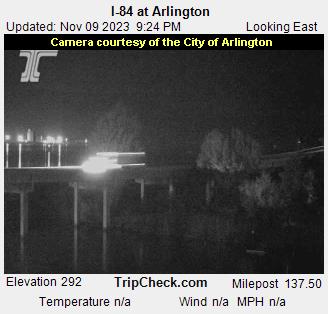 I-84 at Arlington
Updated: Nov 09 2023 9:24 PM Looking East
Camera courtesy of the City of Arlington
Elevation 292 TripCheck.com Milepost 137.50
Temperature n/a Wind n/a MPH n/a